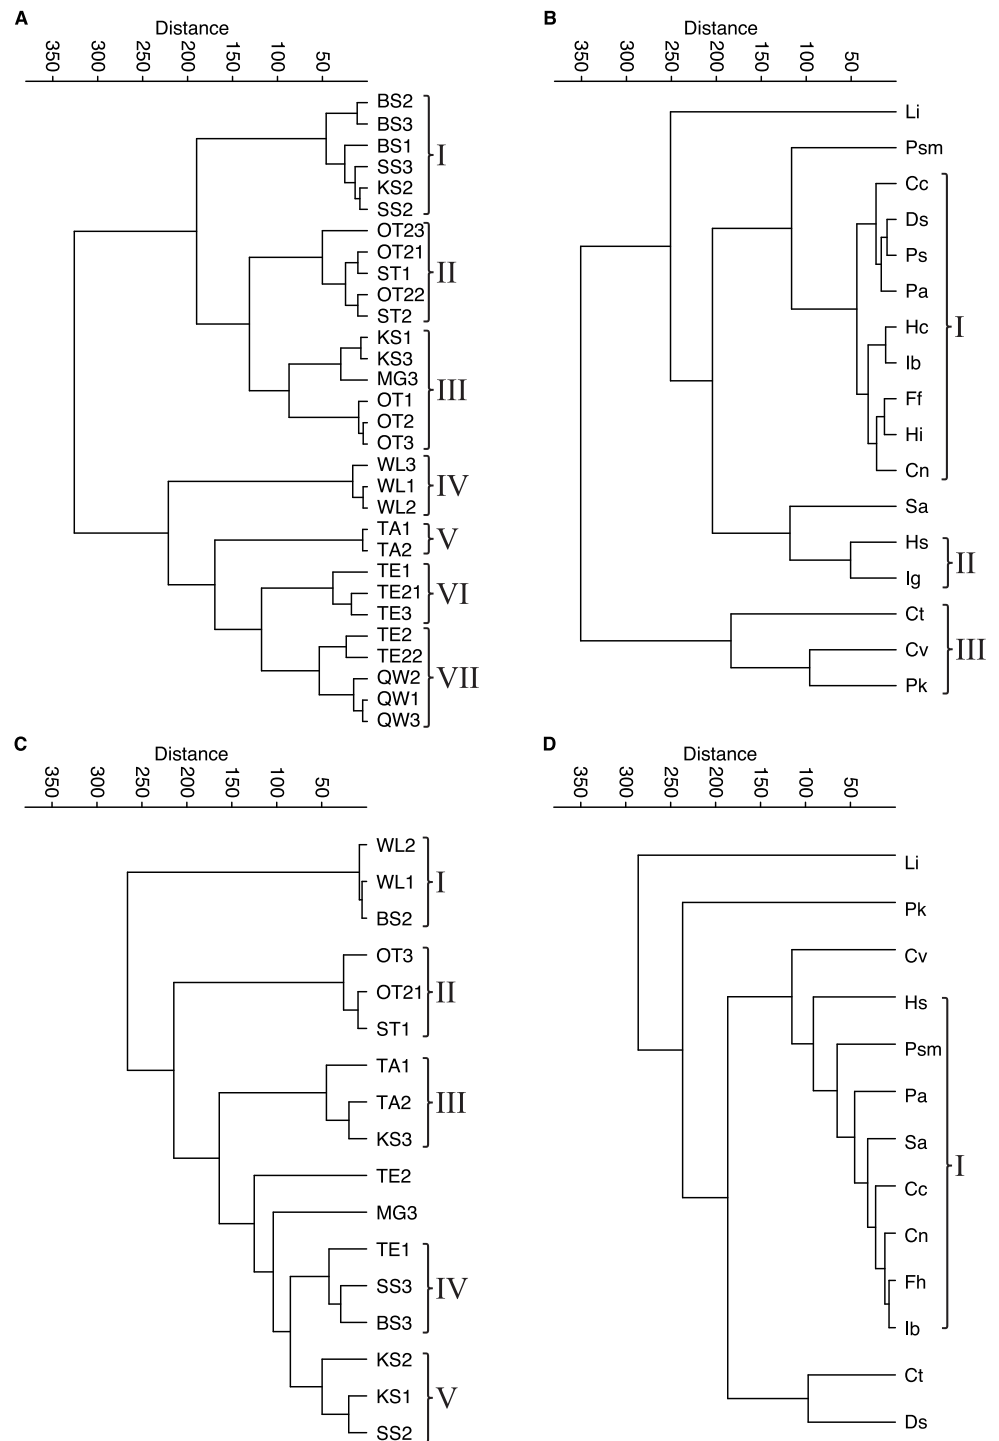 A
Distance
350 300 250 200 150 100 50
BS2
BS3
BS1
SS3
KS2
SS2
I
OT23
OT21
ST1
OT22
ST2
II
KS1
KS3
MG3
OT1
OT2
OT3
III
WL3
WL1
WL2
IV
TA1
TA2
V
TE1
TE21
TE3
VI
TE2
TE22
QW2
QW1
QW3
VII
B
Distance
350 300 250 200 150 100 50
Li
Psm
Cc
Ds
Ps
Pa
Hc
Ib
Ff
Hi
Cn
I
Sa
Hs
Ig
II
Ct
Cv
Pk
III
C
Distance
350 300 250 200 150 100 50
WL2
WL1
BS2
I
OT3
OT21
ST1
II
TA1
TA2
KS3
III
TE2
MG3
TE1
SS3
BS3
IV
KS2
KS1
SS2
V
D
Distance
350 300 250 200 150 100 50
Li
Pk
Cv
Hs
Psm
Pa
Sa
Cc
Cn
Fh
Ib
I
Ct
Ds